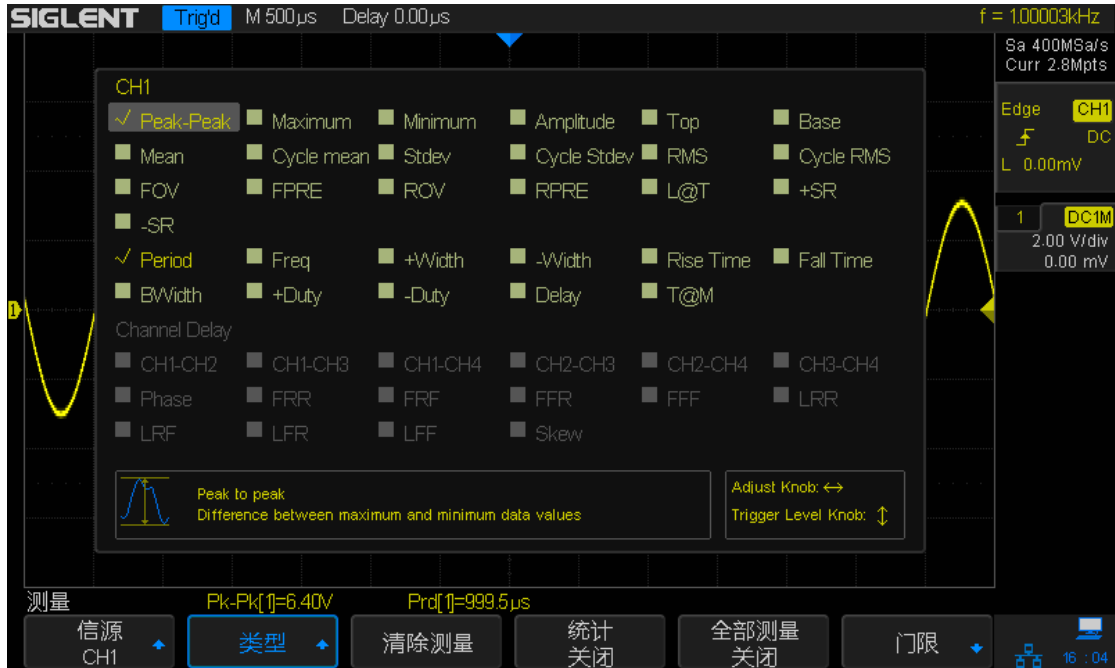 SIGLENT Trig'd M 500μs Delay 0.00μs f = 1.00003kHz
Sa 400MSa/s
Curr 2.8Mpts
CH1
Peak-Peak Maximum Minimum Amplitude Top Base
Mean Cycle mean Stdev Cycle Stdev RMS Cycle RMS
FOV FPRE ROV RPRE L@T +SR
-SR
Period Freq +Width -Width Rise Time Fall Time
BWidth +Duty -Duty Delay T@M
Channel Delay
CH1-CH2 CH1-CH3 CH1-CH4 CH2-CH3 CH2-CH4 CH3-CH4
Phase FRR FRF FFR FFF LRR
LRF LFR LFF Skew
Peak to peak
Difference between maximum and minimum data values
Adjust Knob:
Trigger Level Knob:
Edge CH1
DC
L 0.00mV
1 DC1M
2.00 V/div
0.00 mV
1
测量 Pk-Pk[1]=6.40V Prd[1]=999.5μs
信源
CH1
类型
清除测量
统计
关闭
全部测量
关闭
门限
16 : 04